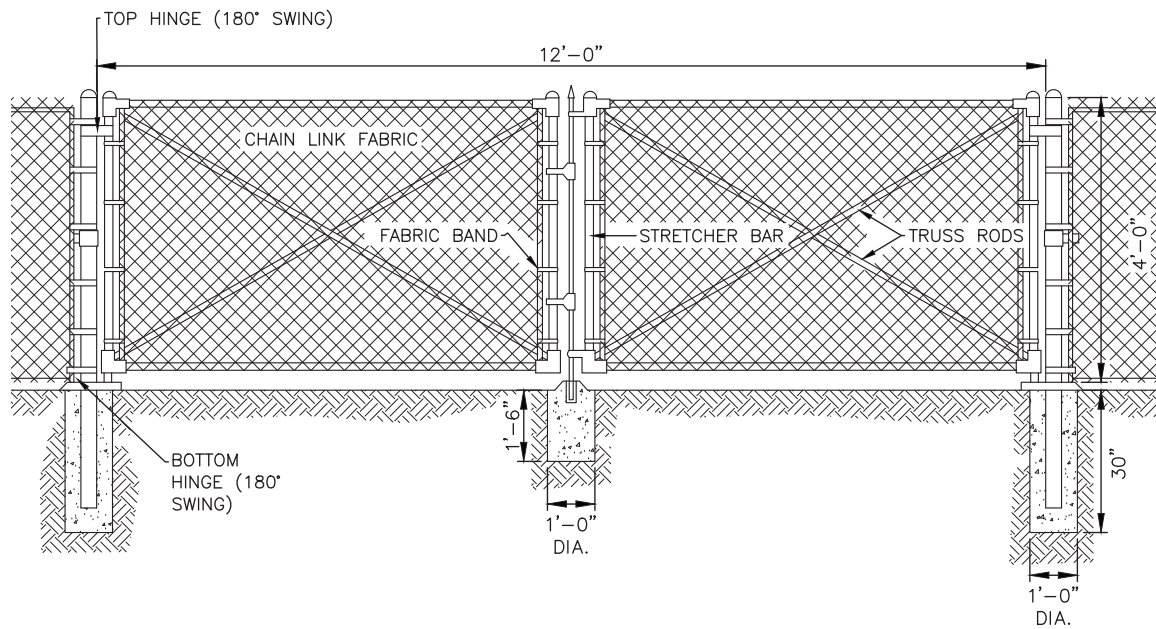 TOP HINGE (180° SWING)
12'-0"
CHAIN LINK FABRIC
FABRIC BAND
STRETCHER BAR
TRUSS RODS
4'-0"
1'-6"
30"
BOTTOM
HINGE (180°
SWING)
1'-0"
DIA.
1'-0"
DIA.